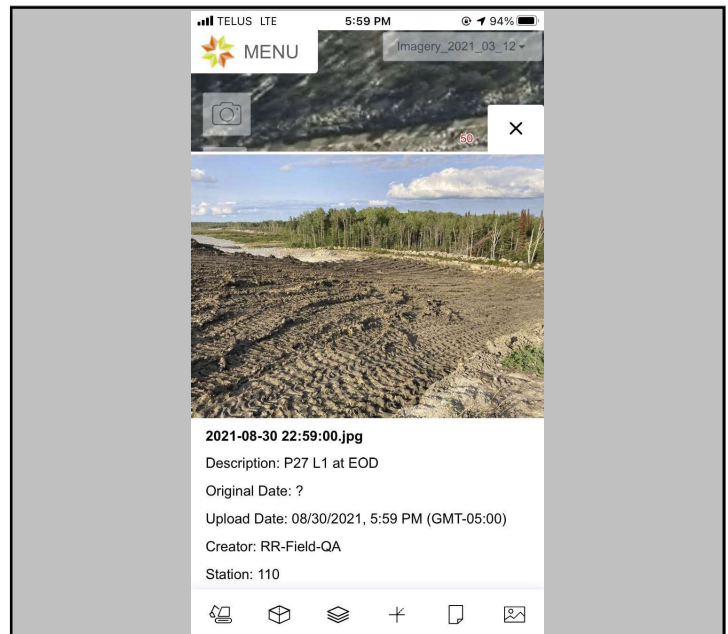 TELUS LTE 5:59 PM 94%
MENU
Imagery_2021_03_12
50
2021-08-30 22:59:00.jpg
Description: P27 L1 at EOD
Original Date: ?
Upload Date: 08/30/2021, 5:59 PM (GMT-05:00)
Creator: RR-Field-QA
Station: 110